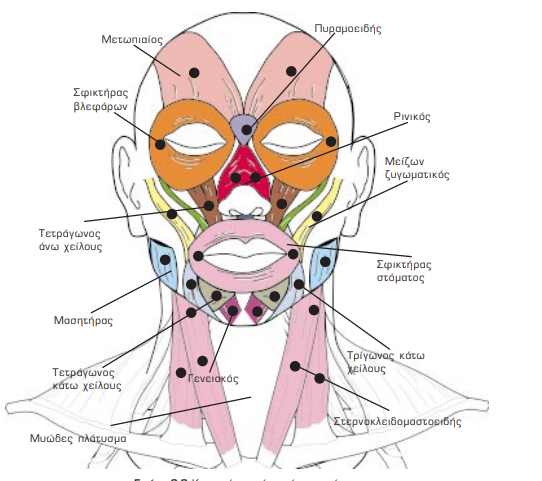 Πυραμοειδής
Μετωπιαίος
Σφικτήρας
βλεφάρων
Ρινικός
Μείζων
ζυγωματικός
Τετράγωνος
άνω χείλους
Σφικτήρας
στόματος
Μασητήρας
Τρίγωνος κάτω
χείλους
Τετράγωνος
κάτω χείλους
Γενειακός
Στερνοκλειδομαστοειδής
Μυώδες πλάτυσμα